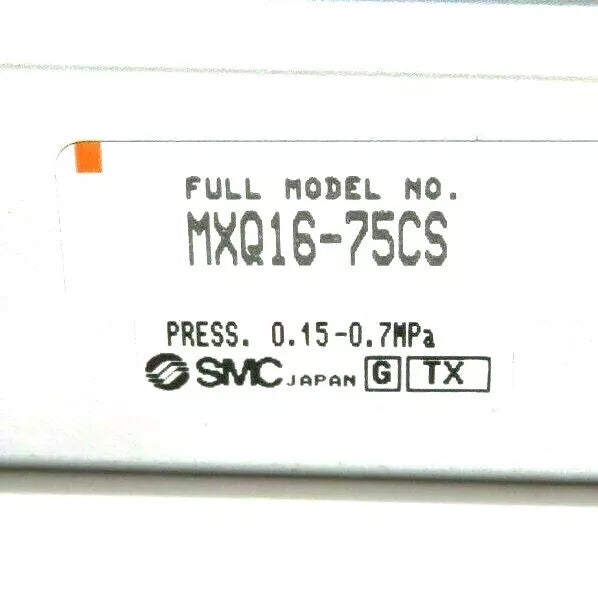 FULL MODEL NO.
MXQ16-75CS
PRESS. 0.15-0.7MPa
SMC JAPAN G TX